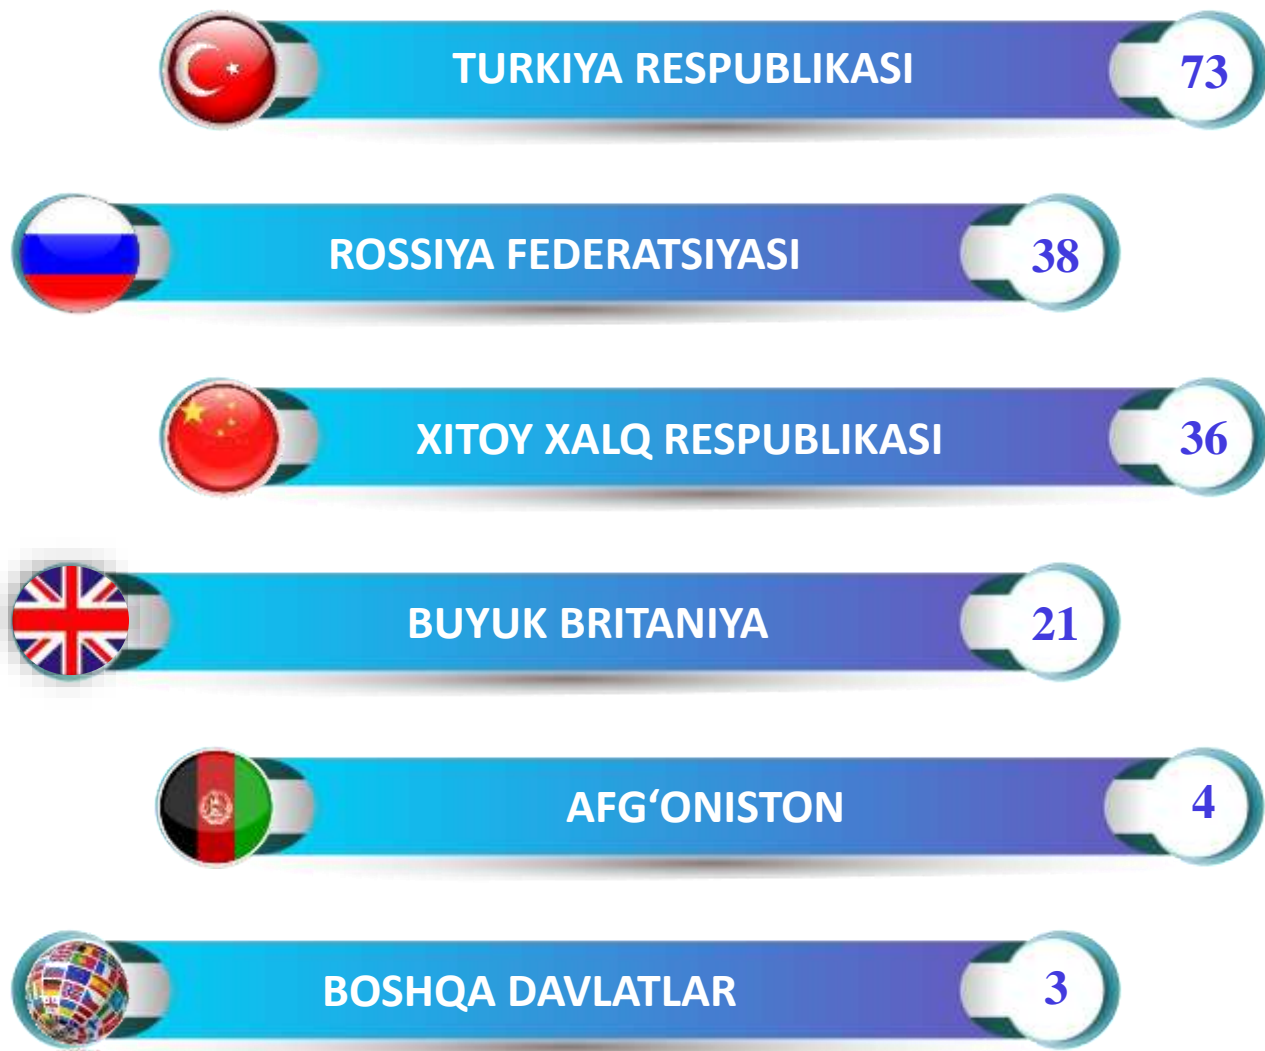 TURKIYA RESPUBLIKASI 73
ROSSIYA FEDERATSIYASI 38
XITOY XALQ RESPUBLIKASI 36
BUYUK BRITANIYA 21
AFG‘ONISTON 4
BOSHQA DAVLATLAR 3